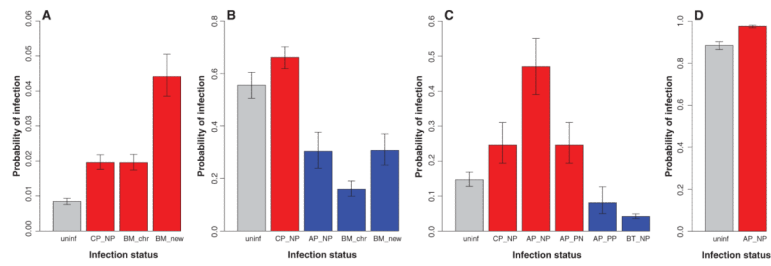 A
Probability of infection
0.00 0.01 0.02 0.03 0.04 0.05 0.06
uninf CP_NP BM_chr BM_new
Infection status
B
Probability of infection
0.0 0.2 0.4 0.6 0.8
uninf CP_NP AP_NP BM_chr BM_new
Infection status
C
Probability of infection
0.0 0.1 0.2 0.3 0.4 0.5 0.6
uninf CP_NP AP_NP AP_PN AP_PP BT_NP
Infection status
D
Probability of infection
0.0 0.2 0.4 0.6 0.8 1.0
uninf AP_NP
Infection status